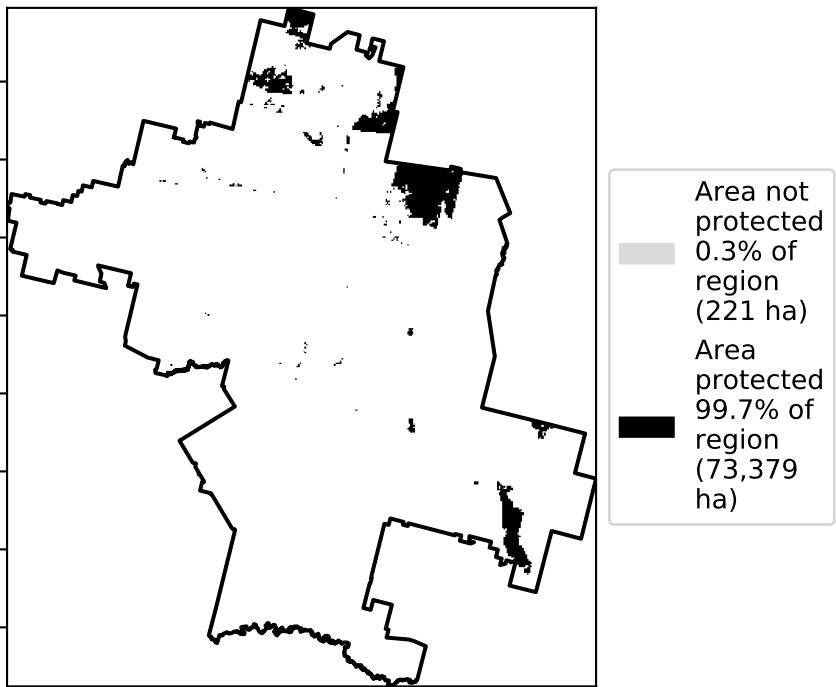 Area not
protected
0.3% of
region
(221 ha)
Area
protected
99.7% of
region
(73,379
ha)